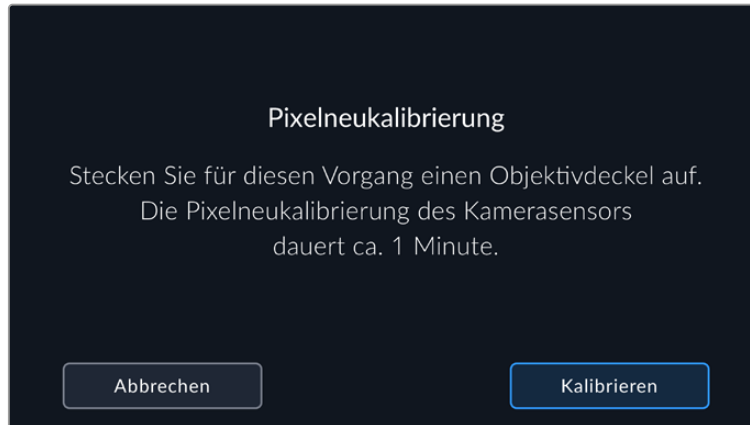 Pixelneukalibrierung
Stecken Sie für diesen Vorgang einen Objektivdeckel auf.
Die Pixelneukalibrierung des Kamerasensors
dauert ca. 1 Minute.
Abbrechen
Kalibrieren